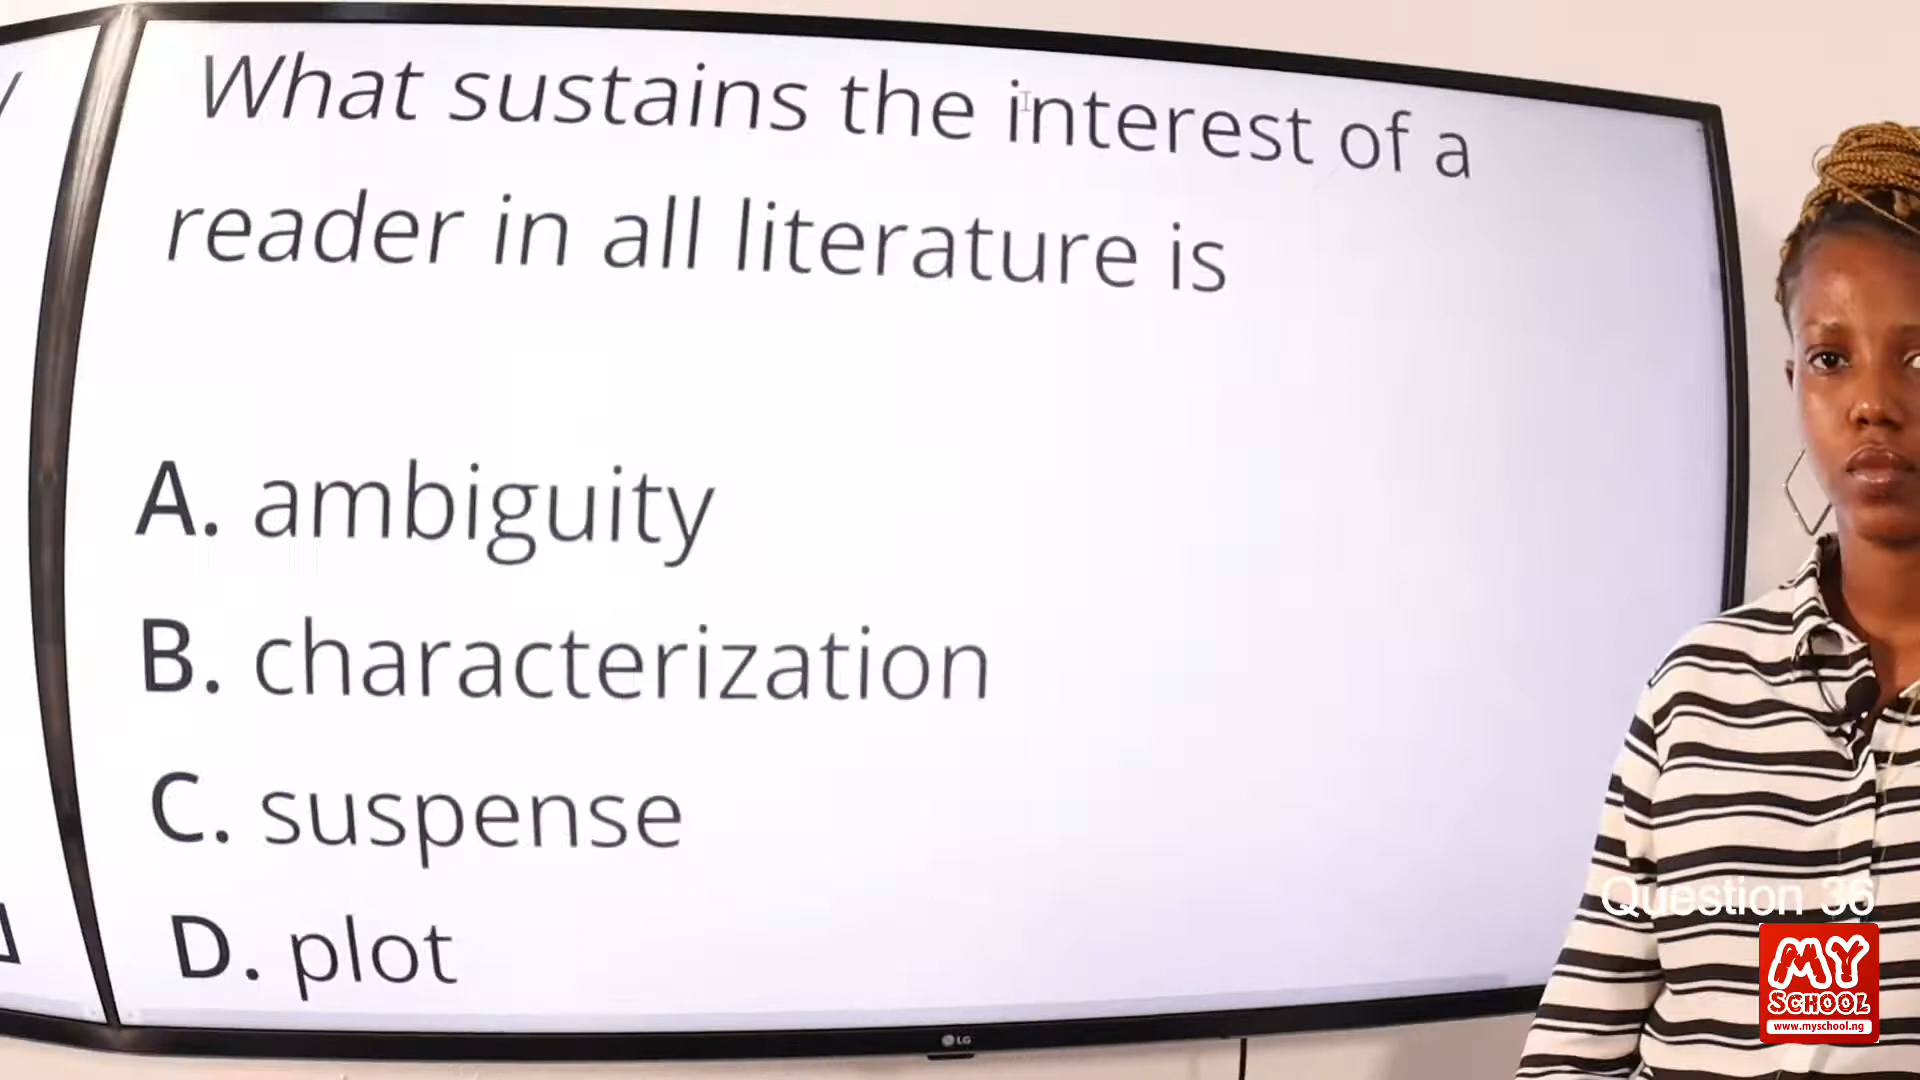 What sustains the interest of a
reader in all literature is
A. ambiguity
B. characterization
C. suspense
D. plot
Question 36
MY
SCHOOL
www.myschool.ng
LG